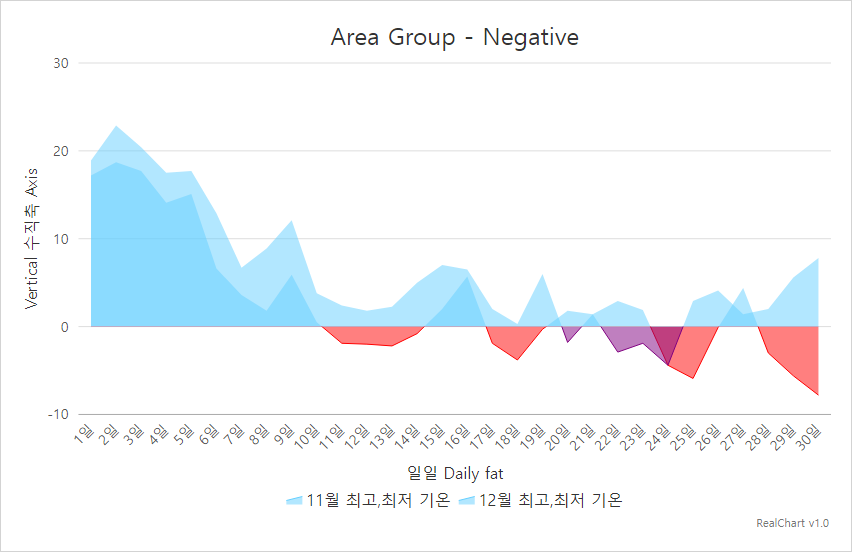 Area Group - Negative
30
20
10
0
-10
Vertical 수직축 Axis
1일
2일
3일
4일
5일
6일
7일
8일
9일
10일
11일
12일
13일
14일
15일
16일
17일
18일
19일
20일
21일
22일
23일
24일
25일
26일
27일
28일
29일
30일
일일 Daily fat
11월 최고,최저 기온 12월 최고,최저 기온
RealChart v1.0